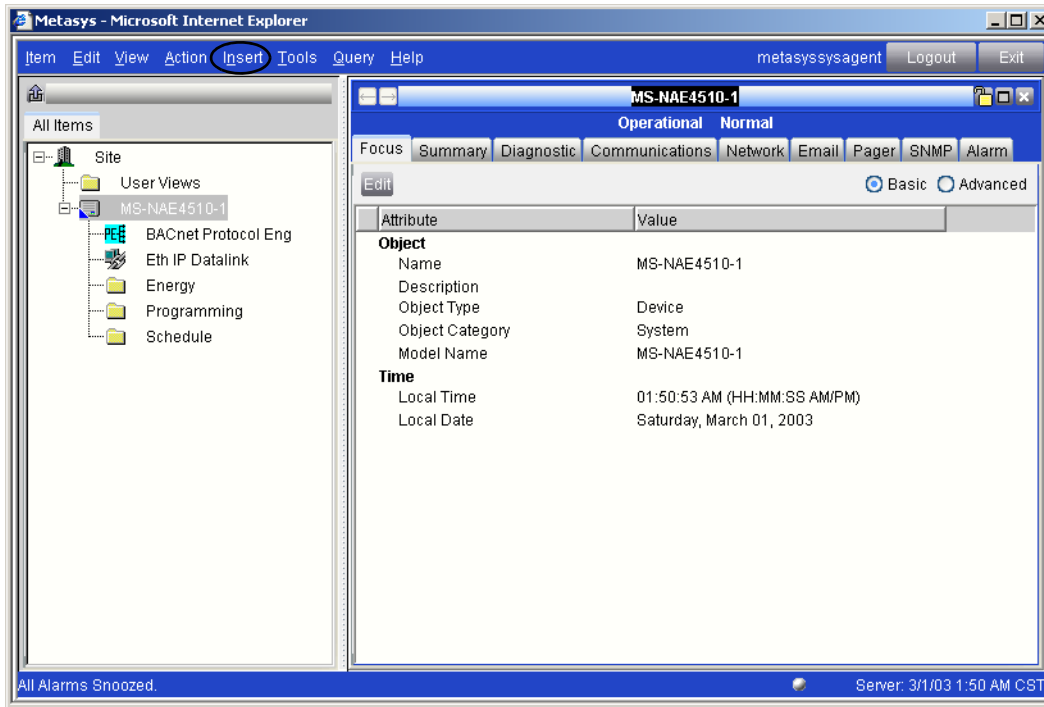 Metasys - Microsoft Internet Explorer
Item Edit View Action Insert Tools Query Help metasyssysagent Logout Exit
All Items
Site
User Views
MS-NAE4510-1
BACnet Protocol Eng
Eth IP Datalink
Energy
Programming
Schedule
MS-NAE4510-1
Operational Normal
Focus Summary Diagnostic Communications Network Email Pager SNMP Alarm
Edit Basic Advanced
Attribute Value
Object
Name MS-NAE4510-1
Description
Object Type Device
Object Category System
Model Name MS-NAE4510-1
Time
Local Time 01:50:53 AM (HH:MM:SS AM/PM)
Local Date Saturday, March 01, 2003
All Alarms Snoozed. Server: 3/1/03 1:50 AM CST